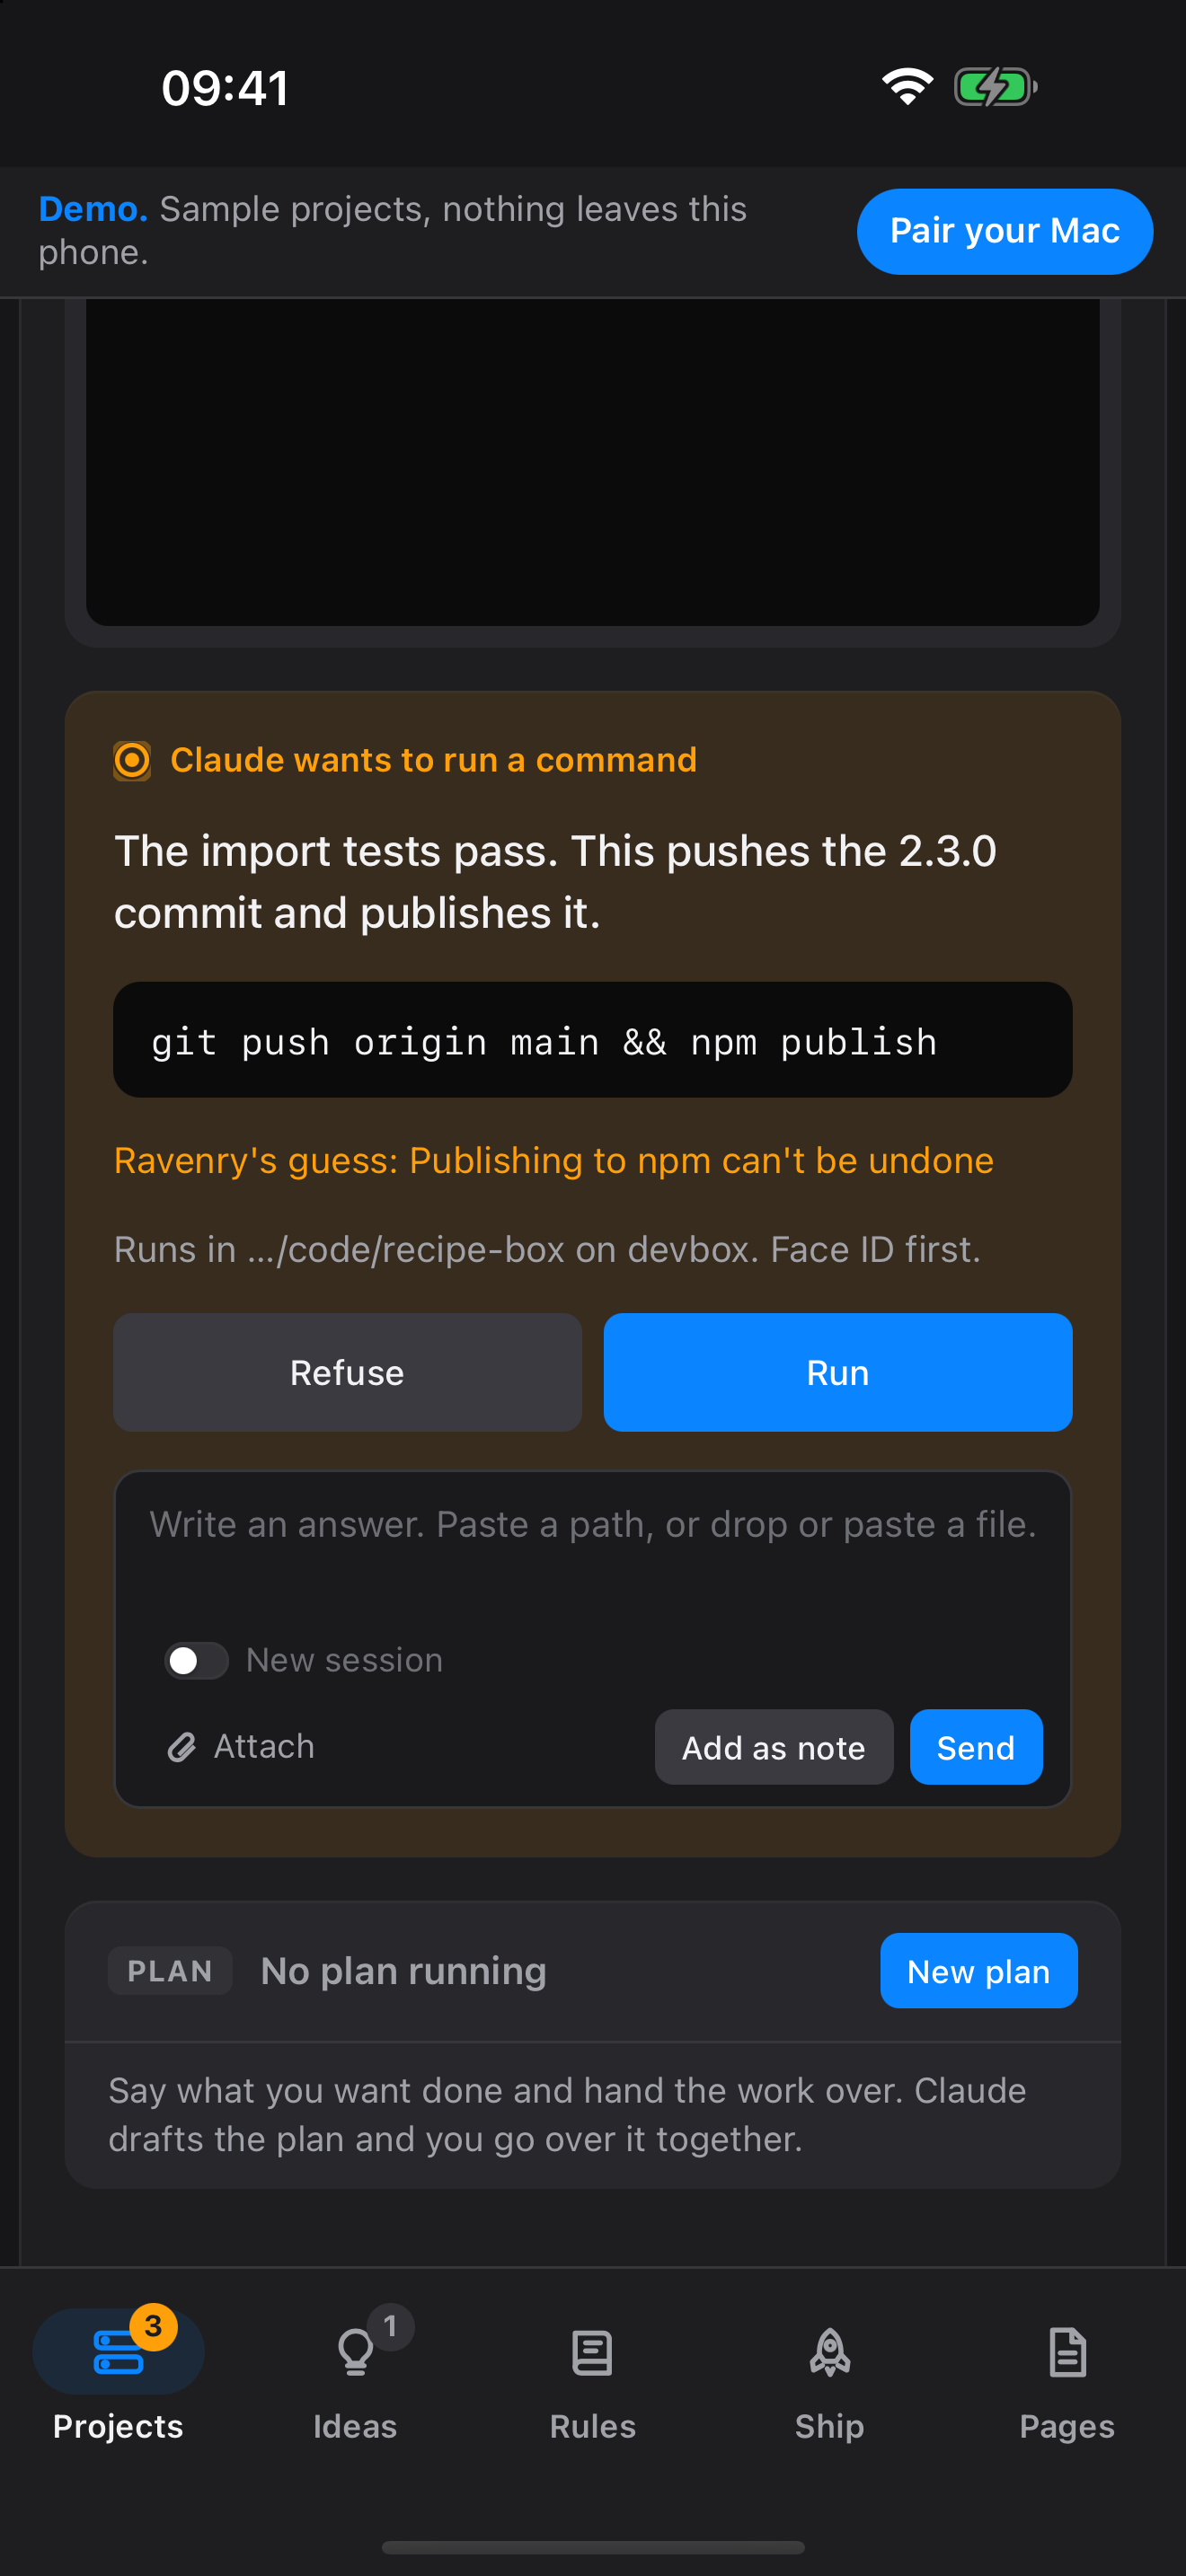 09:41
Demo. Sample projects, nothing leaves this
phone.
Pair your Mac
Claude wants to run a command
The import tests pass. This pushes the 2.3.0
commit and publishes it.
git push origin main && npm publish
Ravenry's guess: Publishing to npm can't be undone
Runs in .../code/recipe-box on devbox. Face ID first.
Refuse
Run
Write an answer. Paste a path, or drop or paste a file.
New session
Attach
Add as note
Send
PLAN
No plan running
New plan
Say what you want done and hand the work over. Claude
drafts the plan and you go over it together.
3
1
Projects
Ideas
Rules
Ship
Pages